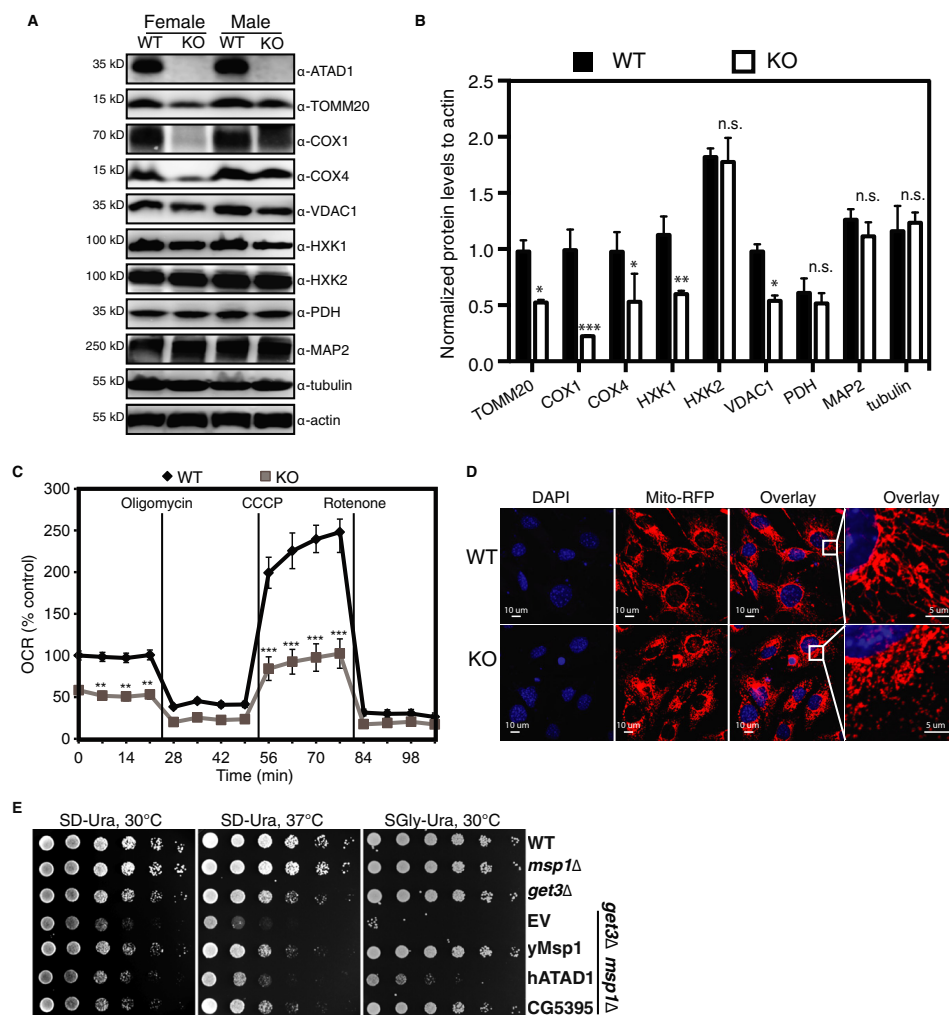 A
Female Male
WT KO WT KO
35 kD α-ATAD1
15 kD α-TOMM20
70 kD α-COX1
15 kD α-COX4
35 kD α-VDAC1
100 kD α-HXK1
100 kD α-HXK2
35 kD α-PDH
250 kD α-MAP2
55 kD α-tubulin
55 kD α-actin
B
WT KO
Normalized protein levels to actin
2.5
2.0
1.5
1.0
0.5
0.0
* *** * ** n.s. * n.s. n.s. n.s.
TOMM20 COX1 COX4 HXK1 HXK2 VDAC1 PDH MAP2 tubulin
C
WT KO
OCR (% control)
300
250
200
150
100
50
0
Oligomycin CCCP Rotenone
** ** ** *** *** *** ***
0 14 28 42 56 70 84 98
Time (min)
D
DAPI Mito-RFP Overlay Overlay
WT
10 um 10 um 10 um 5 um
KO
10 um 10 um 10 um 5 um
E
SD-Ura, 30°C SD-Ura, 37°C SGly-Ura, 30°C
WT
msp1Δ
get3Δ
EV
yMsp1
hATAD1
CG5395
get3Δ msp1Δ